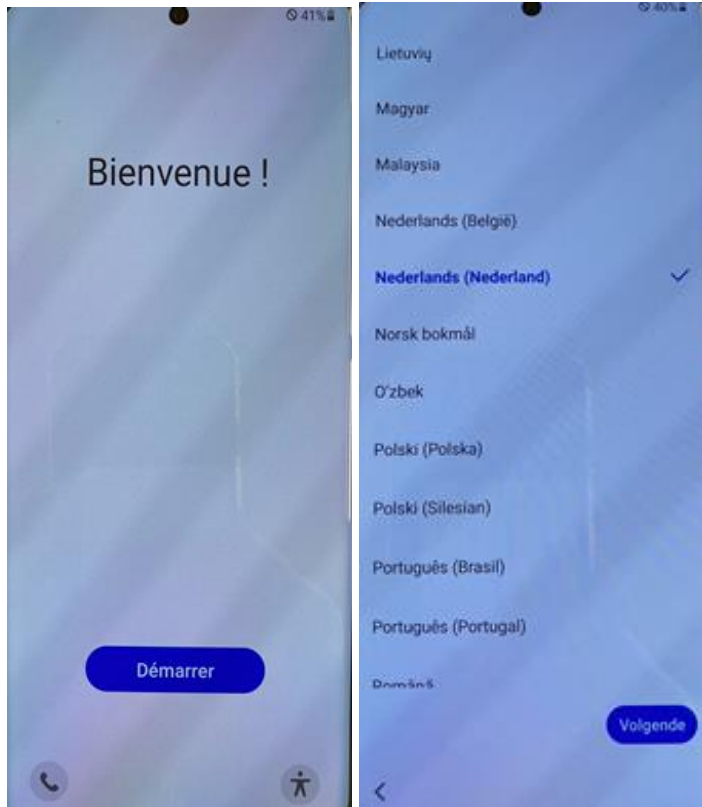 41%
Bienvenue !
Démarrer
40%
Lietuvių
Magyar
Malaysia
Nederlands (België)
Nederlands (Nederland)
Norsk bokmål
O'zbek
Polski (Polska)
Polski (Silesian)
Português (Brasil)
Português (Portugal)
Română
Volgende